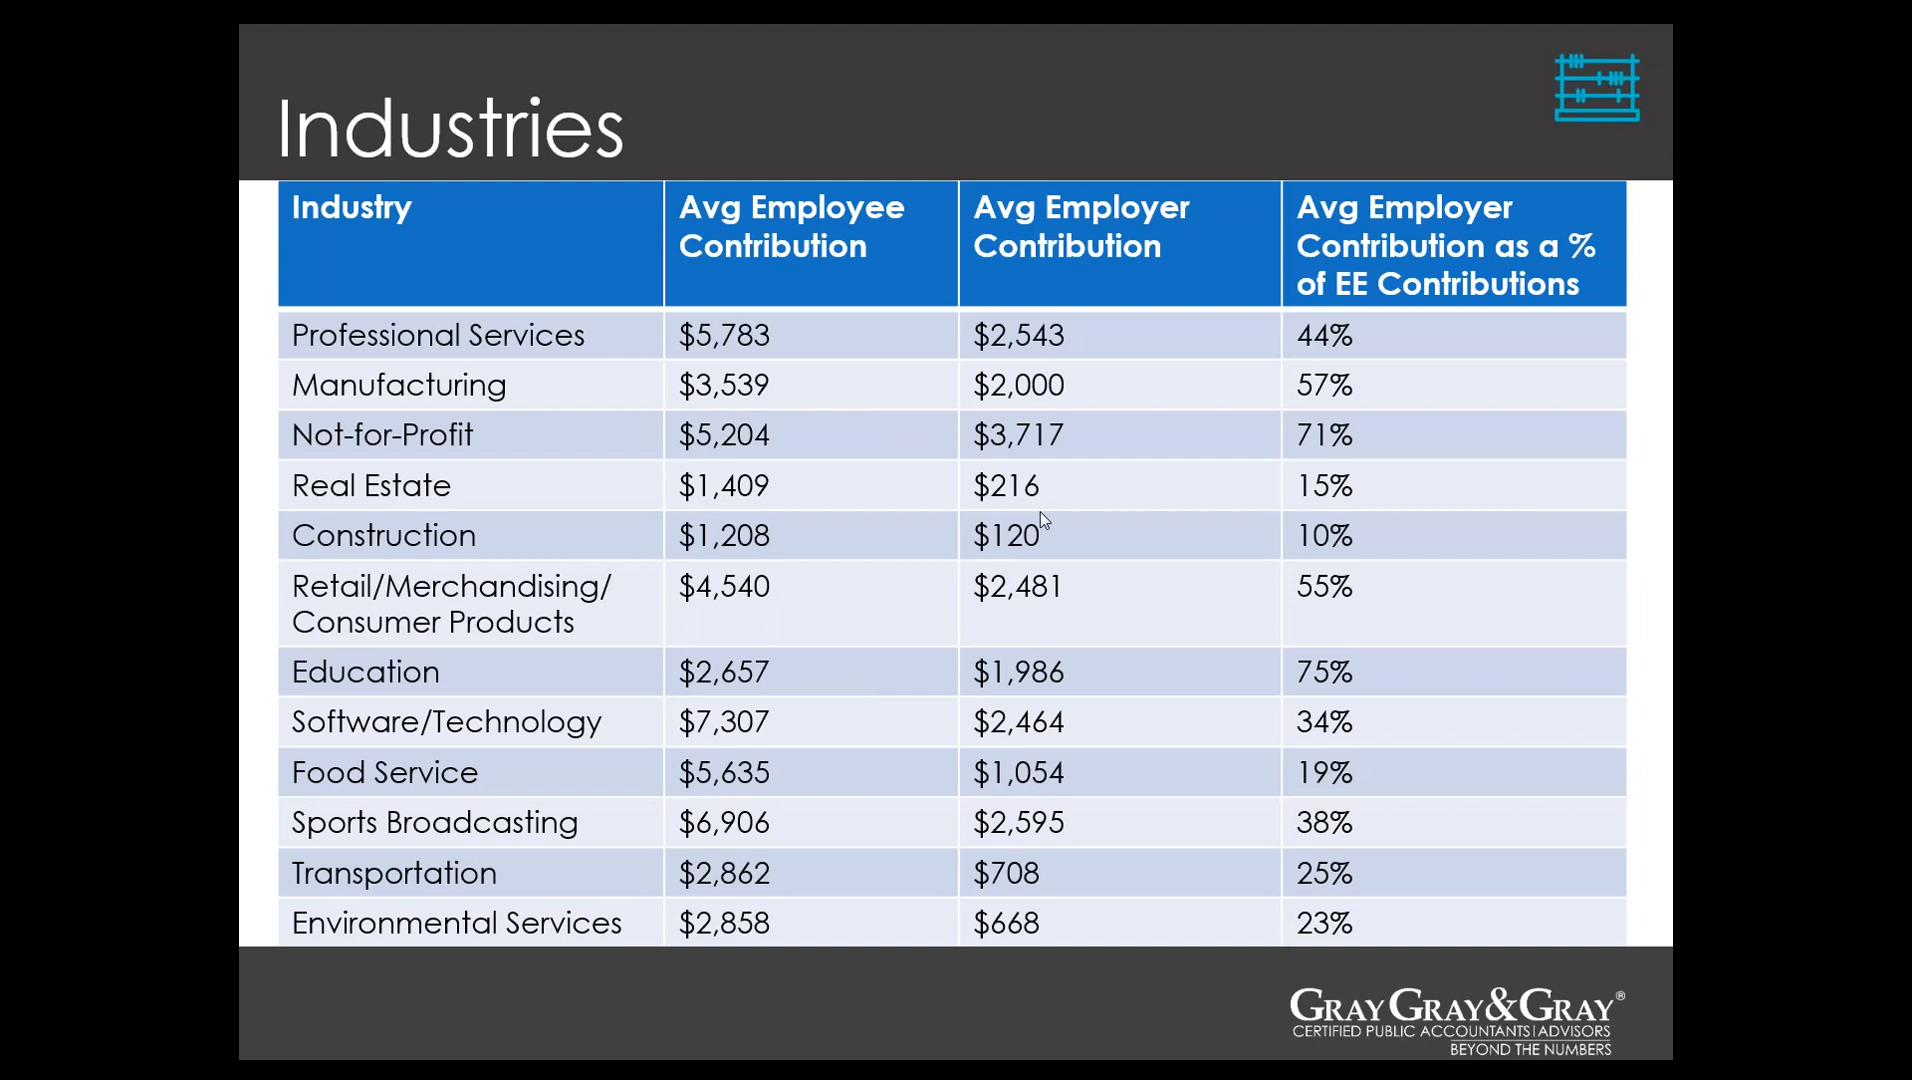 Industries
Industry
Avg Employee
Contribution
Avg Employer
Contribution
Avg Employer
Contribution as a %
of EE Contributions
Professional Services $5,783 $2,543 44%
Manufacturing $3,539 $2,000 57%
Not-for-Profit $5,204 $3,717 71%
Real Estate $1,409 $216 15%
Construction $1,208 $120 10%
Retail/Merchandising/ $4,540 $2,481 55%
Consumer Products
Education $2,657 $1,986 75%
Software/Technology $7,307 $2,464 34%
Food Service $5,635 $1,054 19%
Sports Broadcasting $6,906 $2,595 38%
Transportation $2,862 $708 25%
Environmental Services $2,858 $668 23%
GRAY GRAY&GRAY®
CERTIFIED PUBLIC ACCOUNTANTS|ADVISORS
BEYOND THE NUMBERS